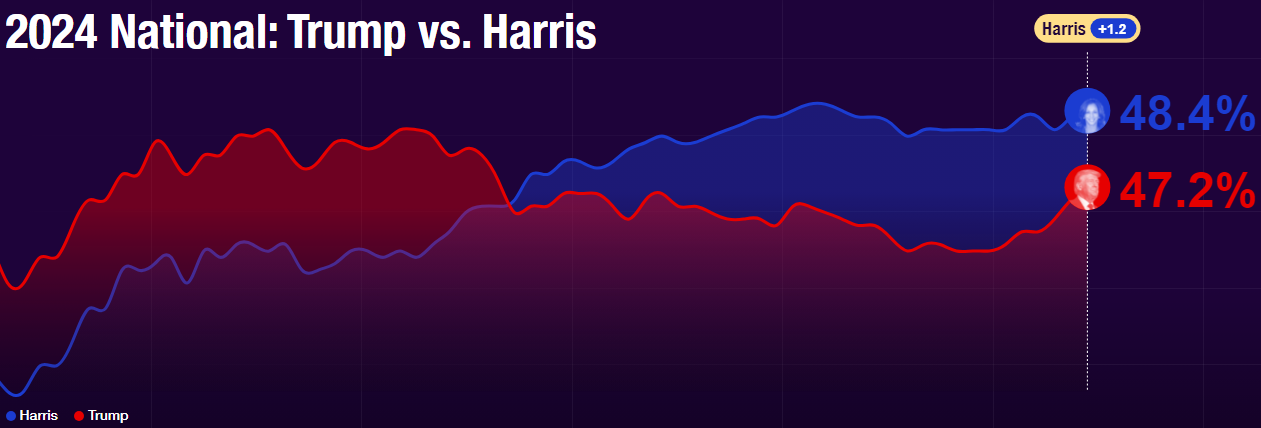 2024 National: Trump vs. Harris
Harris +1.2
48.4%
47.2%
Harris Trump